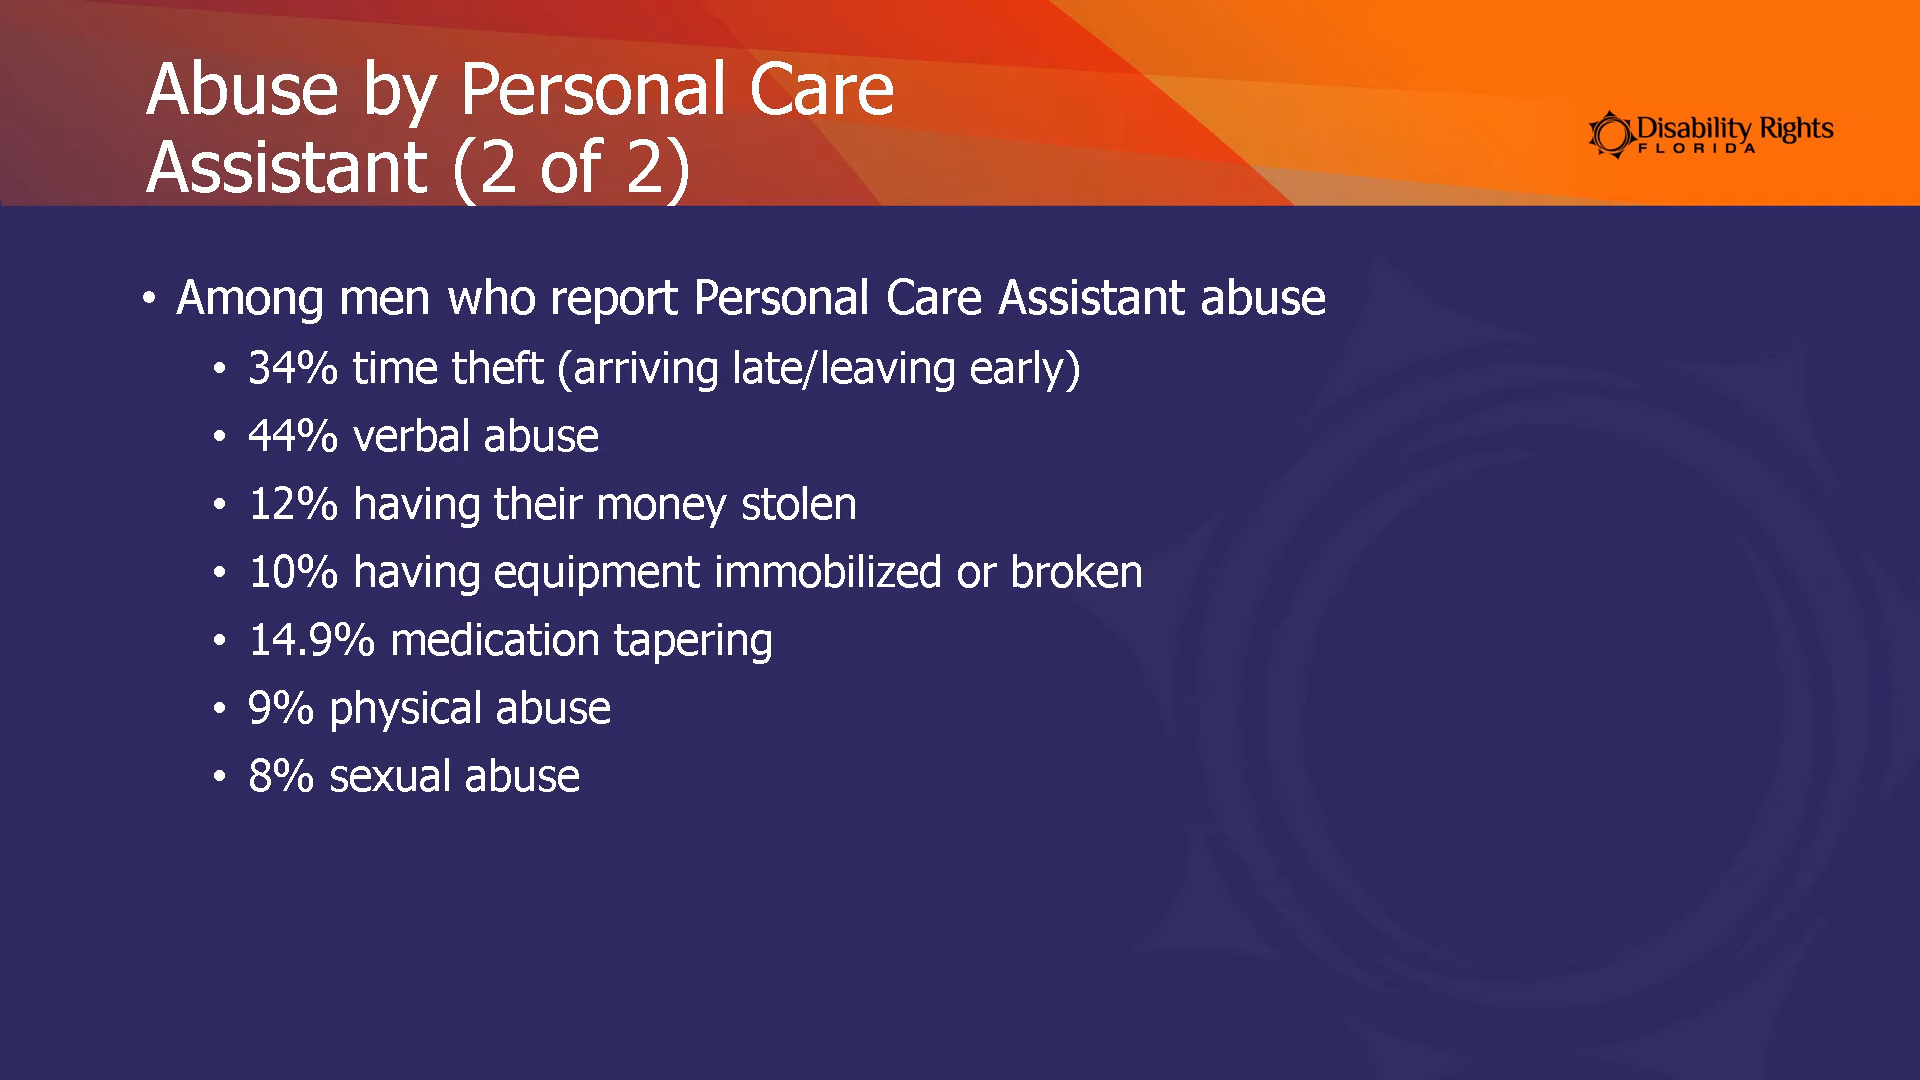 Abuse by Personal Care
Assistant (2 of 2)
Disability Rights
FLORIDA
• Among men who report Personal Care Assistant abuse
• 34% time theft (arriving late/leaving early)
• 44% verbal abuse
• 12% having their money stolen
• 10% having equipment immobilized or broken
• 14.9% medication tapering
• 9% physical abuse
• 8% sexual abuse